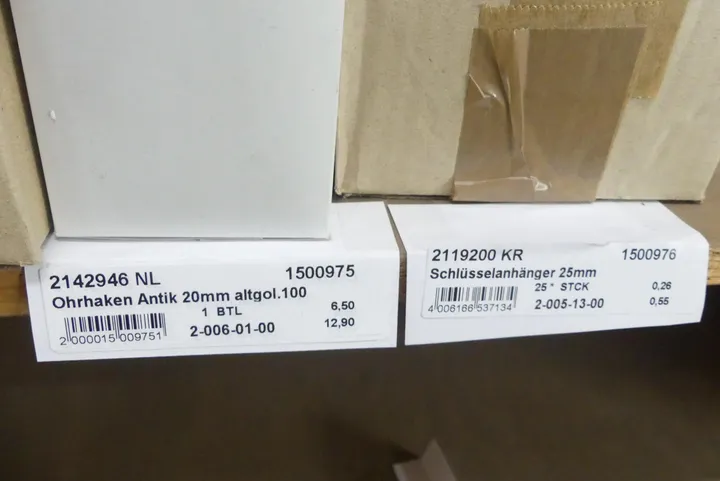 2142946 NL 1500975
Ohrhaken Antik 20mm altgol.100
1 BTL 6,50
2-006-01-00 12,90
2 000015 009751
2119200 KR 1500976
Schlüsselanhänger 25mm
25 * STCK 0,26
2-005-13-00 0,55
4 006166 537134